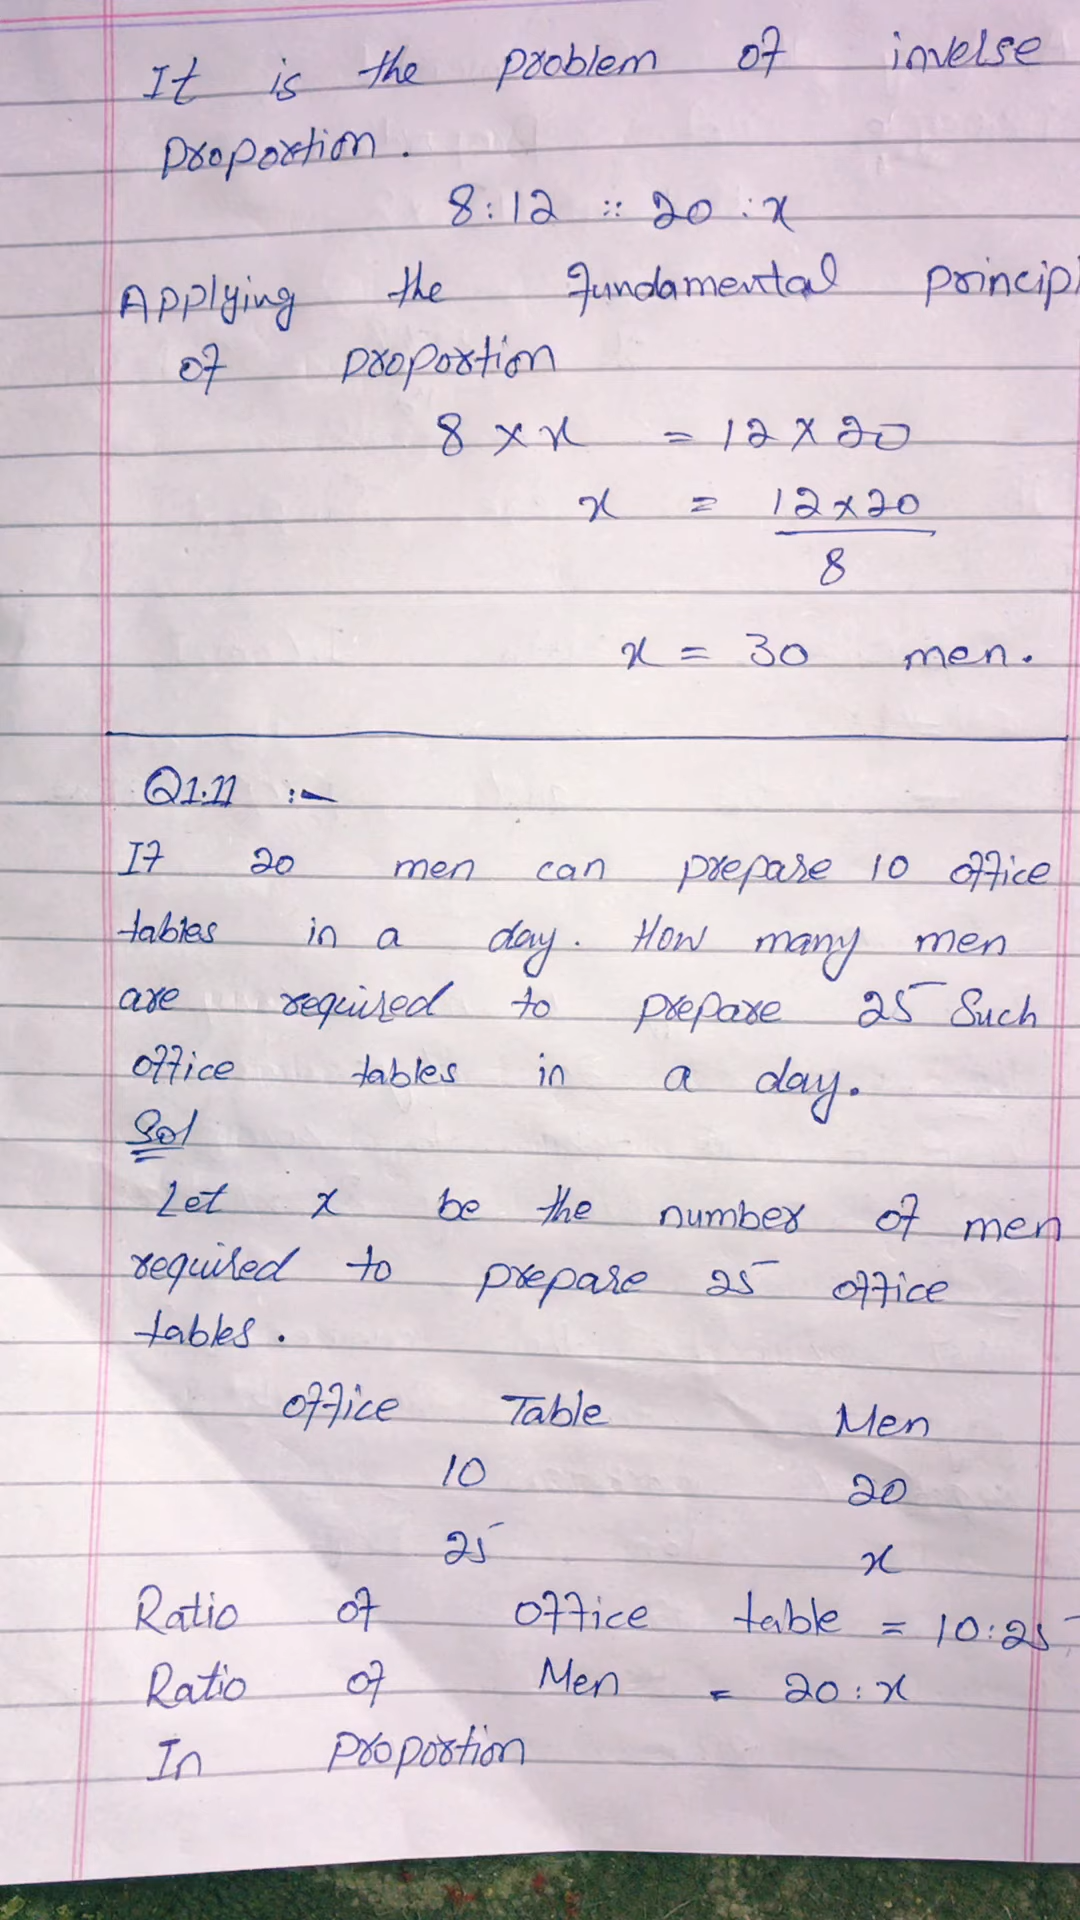 It is the problem of inverse
proportion.
8:12 :: 20 : x
Applying the fundamental principl
of proportion
8 × x = 12 × 20
x = 12×20
8
x = 30 men.
Q1.11 :-
If 20 men can prepare 10 office
tables in a day. How many men
are required to prepare 25 Such
office tables in a day.
Sol
Let x be the number of men
required to prepare 25 office
tables.
office Table Men
10 20
25 x
Ratio of office table = 10:25
Ratio of Men = 20:x
In proportion